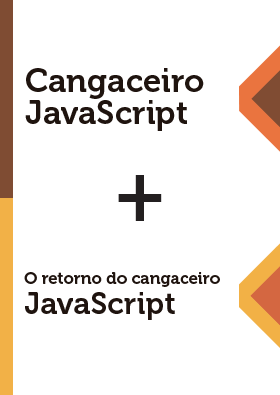 Cangaceiro
JavaScript
+
O retorno do cangaceiro
JavaScript